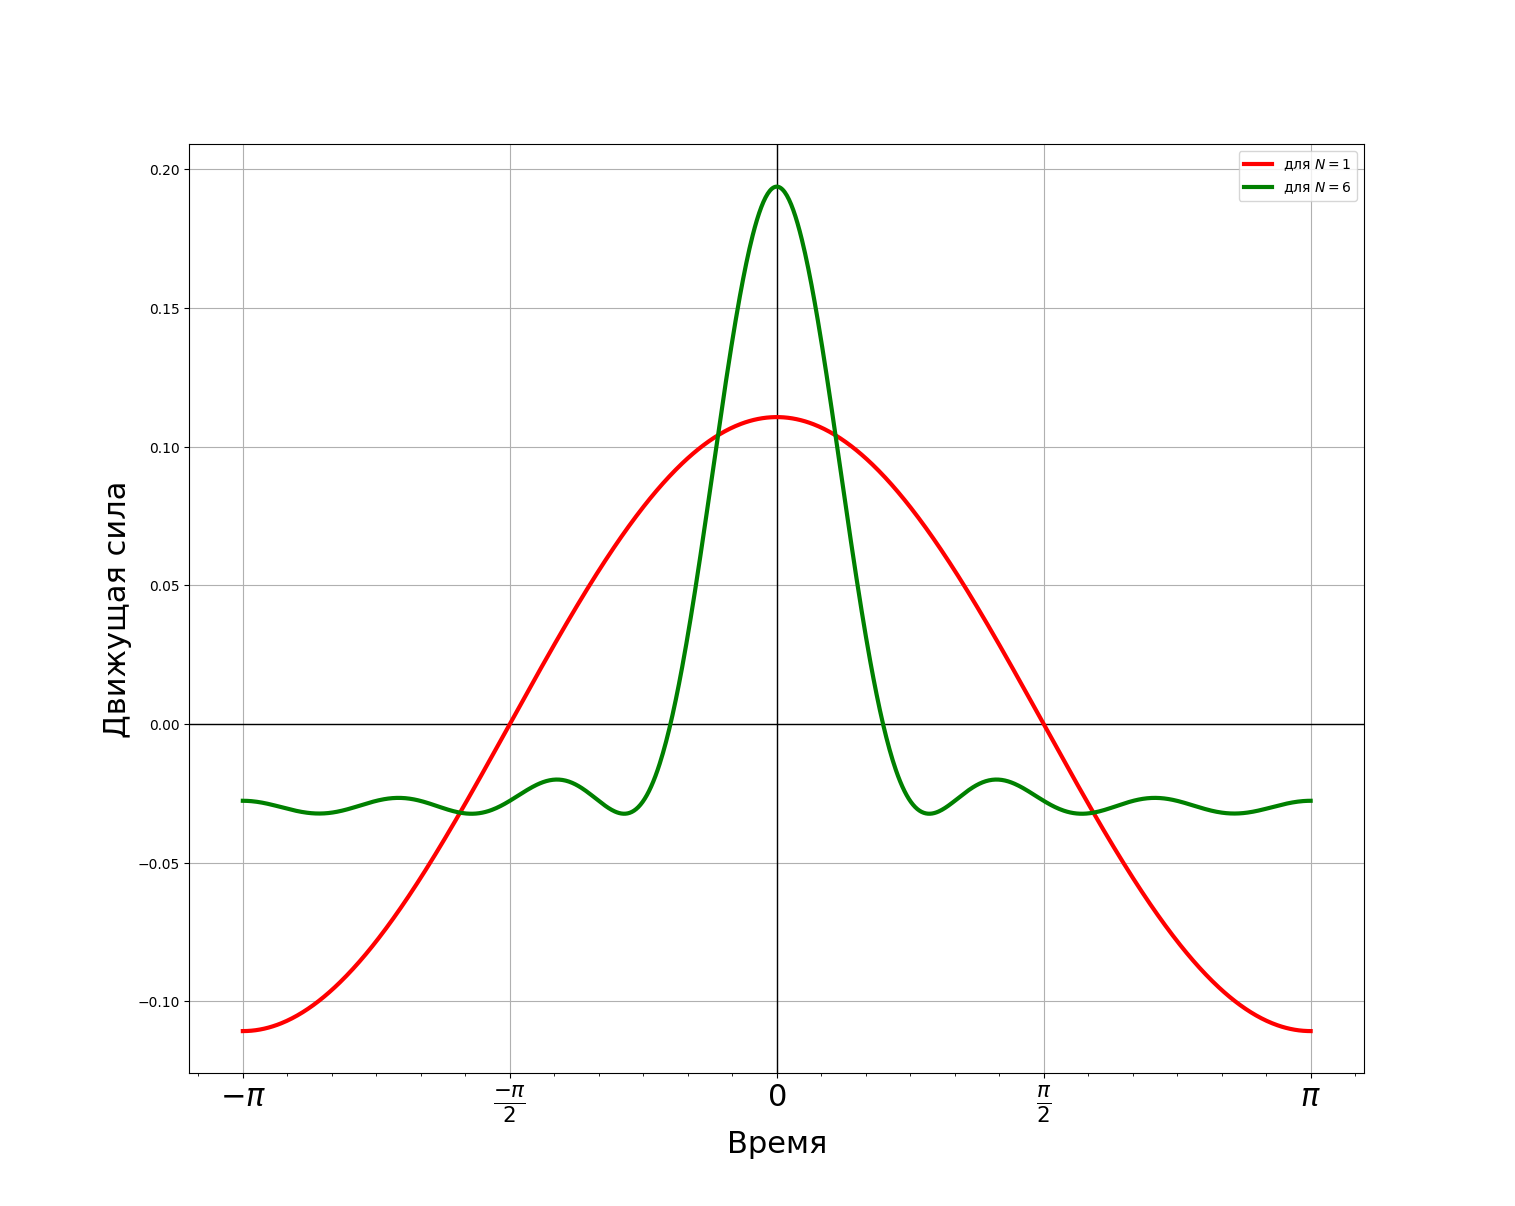 для N = 1
для N = 6
0.20
0.15
0.10
0.05
0.00
−0.05
−0.10
Движущая сила
−π
−π/2
0
π/2
π
Время